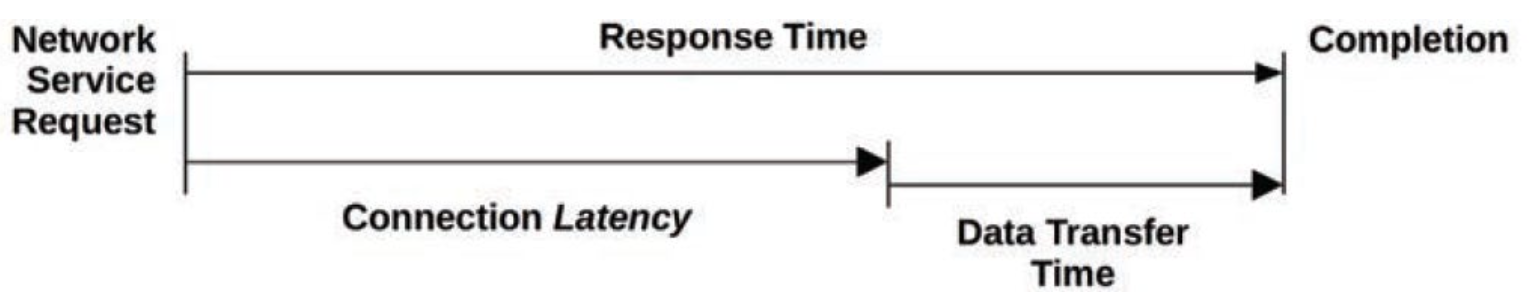 Network
Service
Request
Response Time
Completion
Connection Latency
Data Transfer
Time